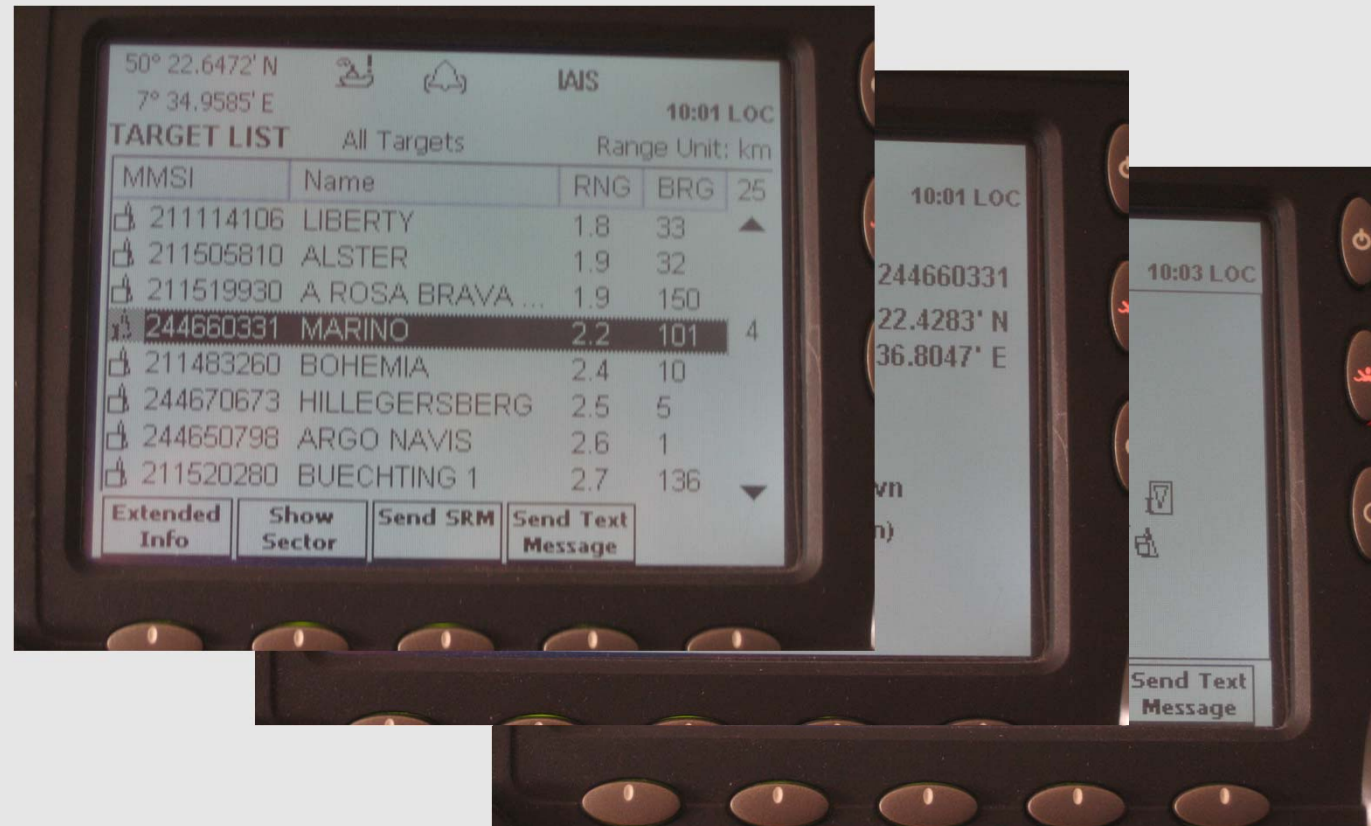 50° 22.6472' N
7° 34.9585' E
IAIS
10:01 LOC
TARGET LIST All Targets Range Unit: km
MMSI Name RNG BRG 25
211114106 LIBERTY 1.8 33
211505810 ALSTER 1.9 32
211519930 A ROSA BRAVA ... 1.9 150
244660331 MARINO 2.2 101 4
211483260 BOHEMIA 2.4 10
244670673 HILLEGERSBERG 2.5 5
244650798 ARGO NAVIS 2.6 1
211520280 BUECHTING 1 2.7 136
Extended Info
Show Sector
Send SRM
Send Text Message
10:01 LOC
244660331
22.4283' N
36.8047' E
vn
n)
10:03 LOC
Send Text
Message